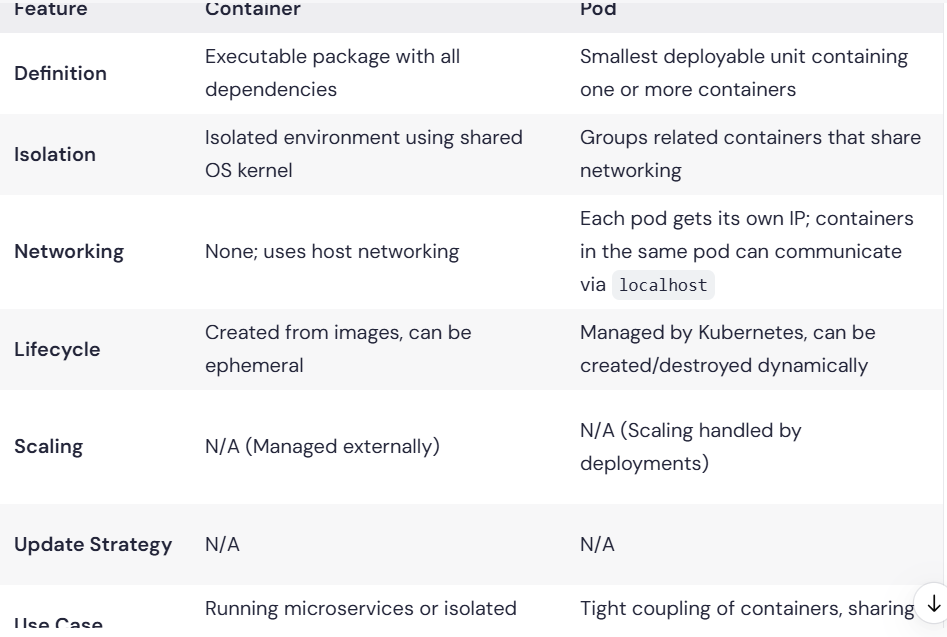 Feature Container Pod
Definition
Executable package with all
dependencies
Smallest deployable unit containing
one or more containers
Isolation
Isolated environment using shared
OS kernel
Groups related containers that share
networking
Networking
None; uses host networking
Each pod gets its own IP; containers
in the same pod can communicate
via localhost
Lifecycle
Created from images, can be
ephemeral
Managed by Kubernetes, can be
created/destroyed dynamically
Scaling
N/A (Managed externally)
N/A (Scaling handled by
deployments)
Update Strategy
N/A
N/A
Use Case
Running microservices or isolated
Tight coupling of containers, sharing